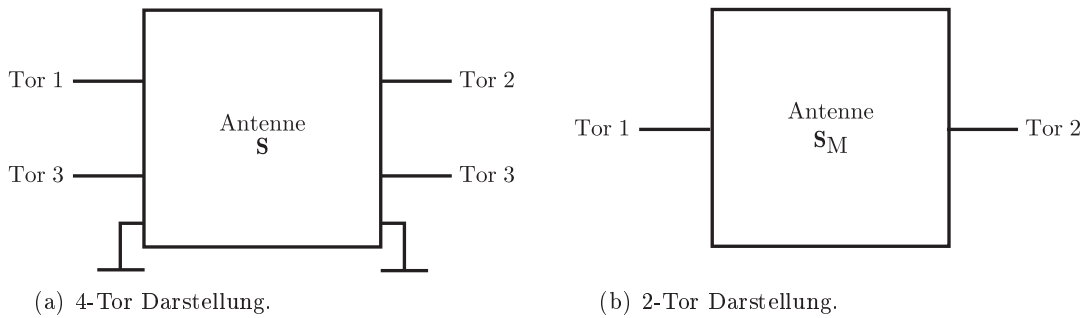 Tor 1
Tor 2
Antenne
S
Tor 3
Tor 3
(a) 4-Tor Darstellung.
Tor 1
Antenne
S_M
Tor 2
(b) 2-Tor Darstellung.